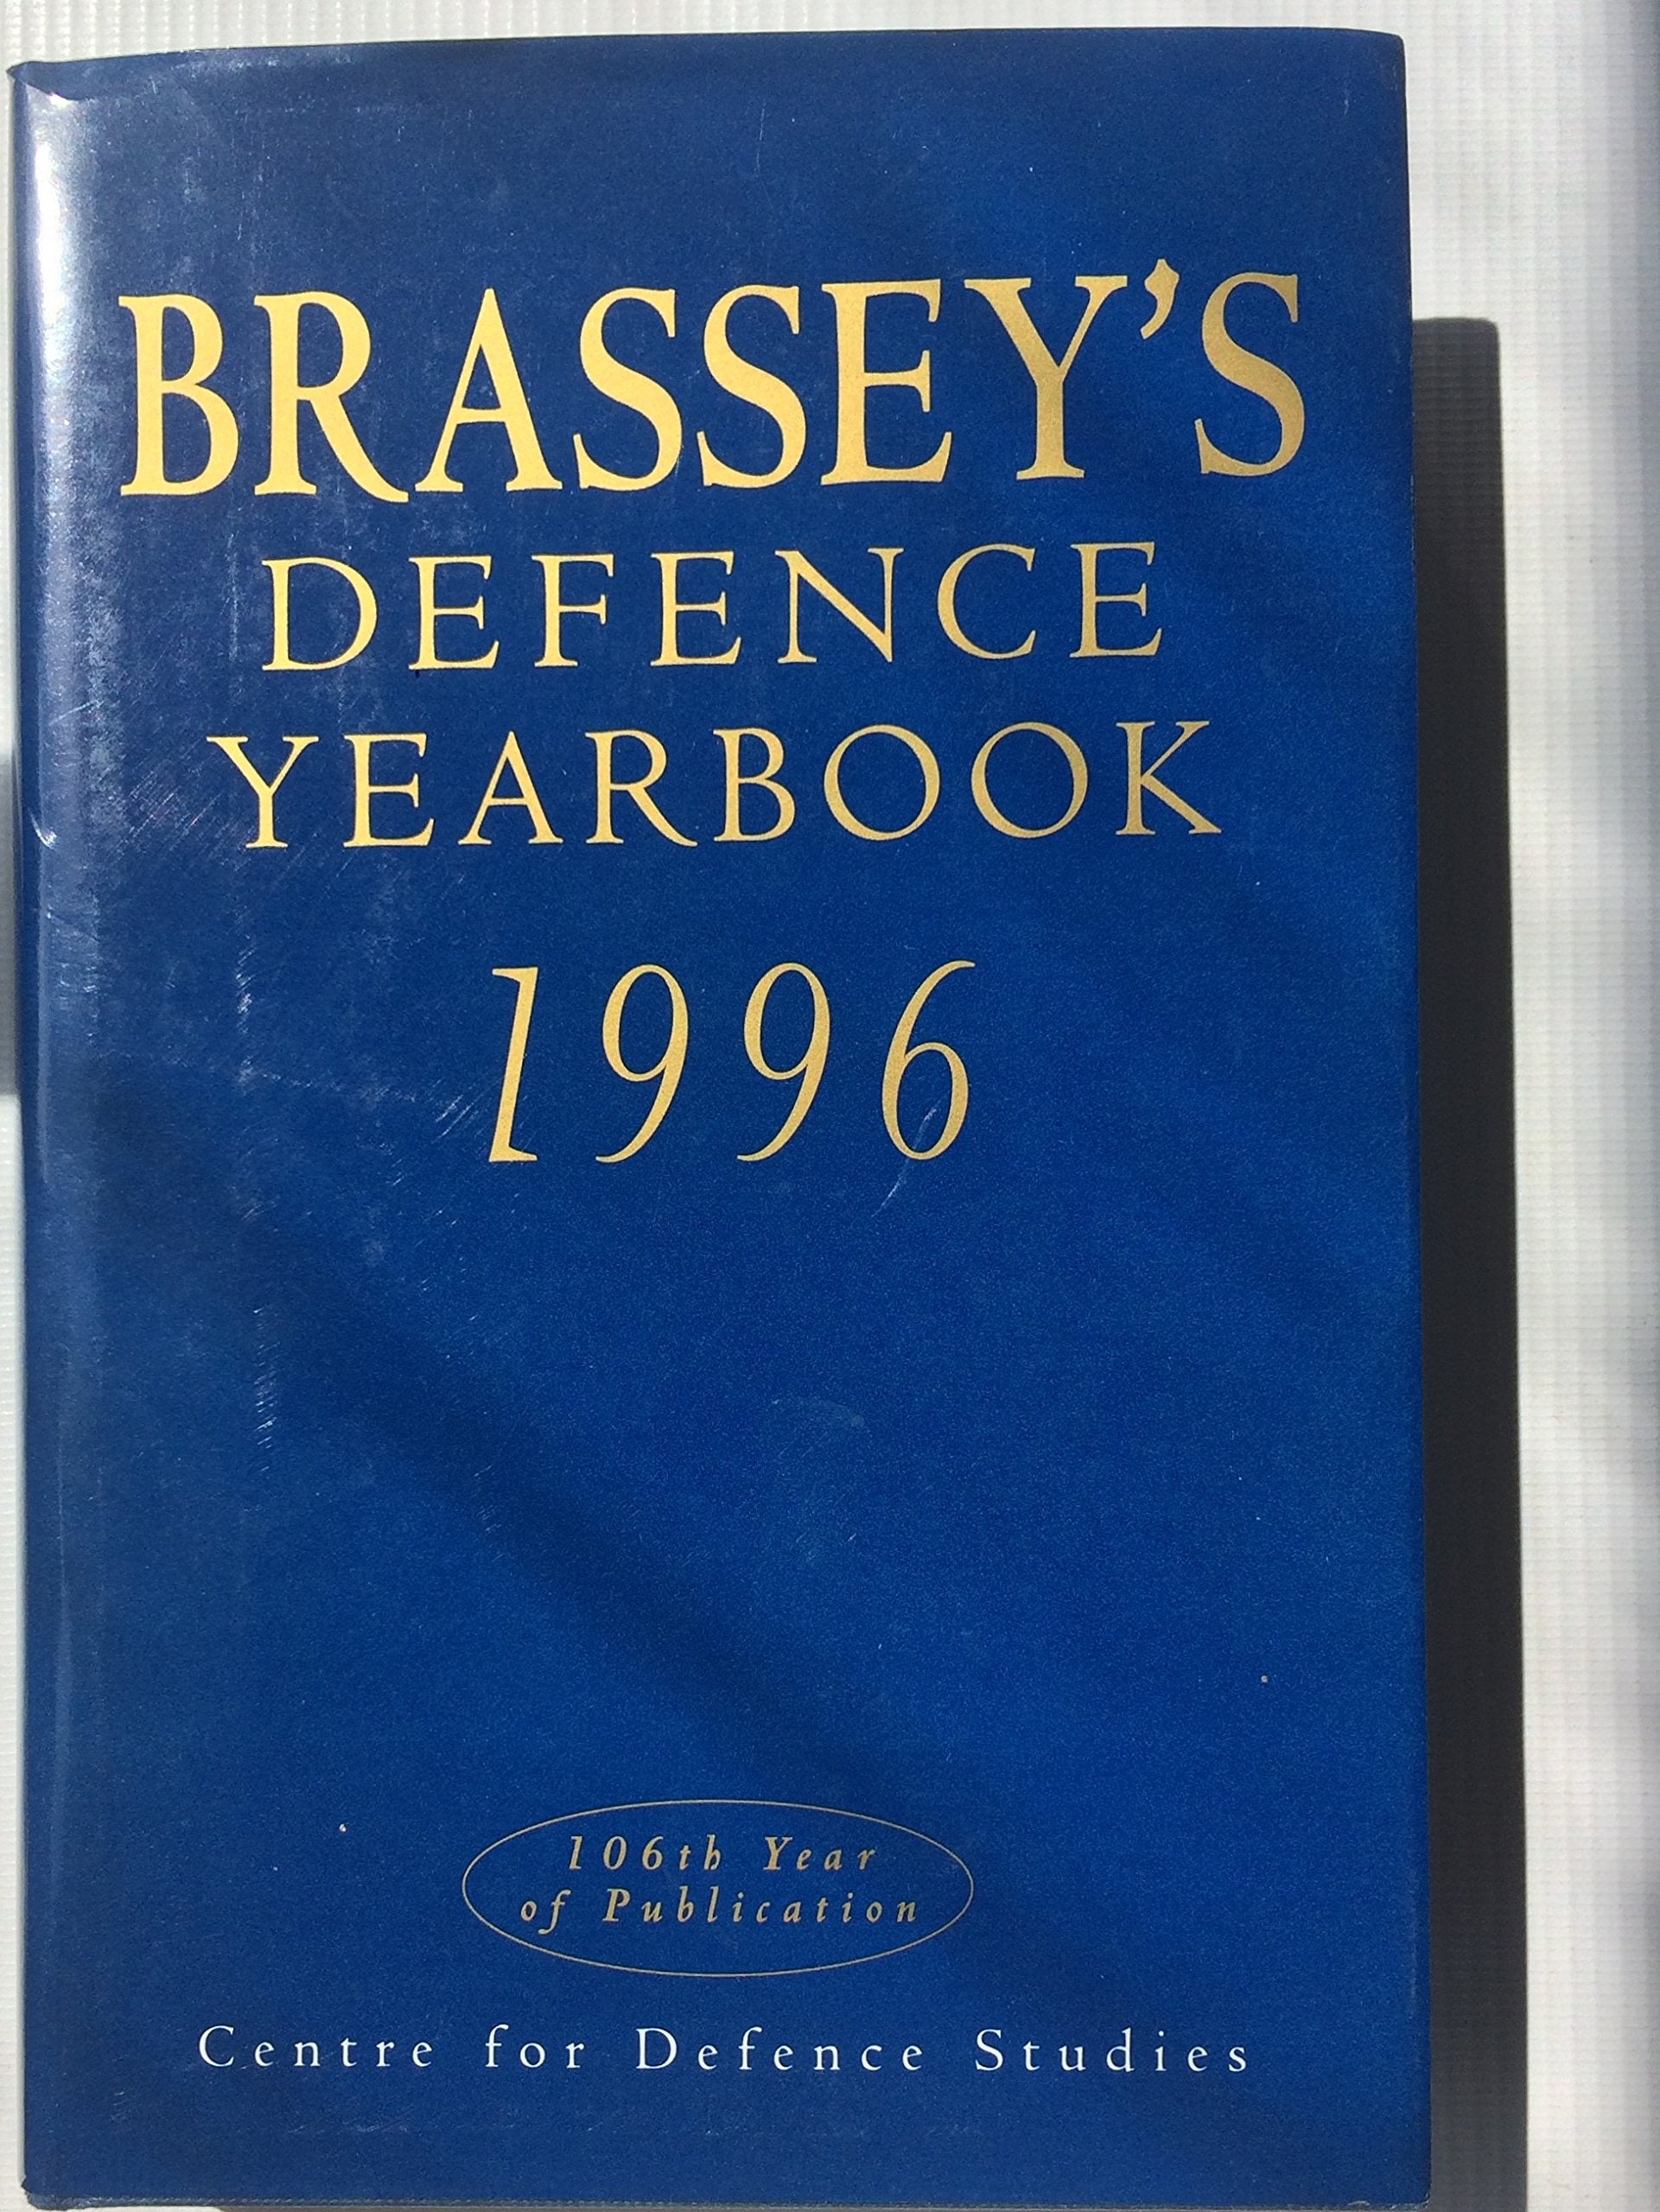 BRASSEY'S
DEFENCE
YEARBOOK
1996
106th Year
of Publication
Centre for Defence Studies